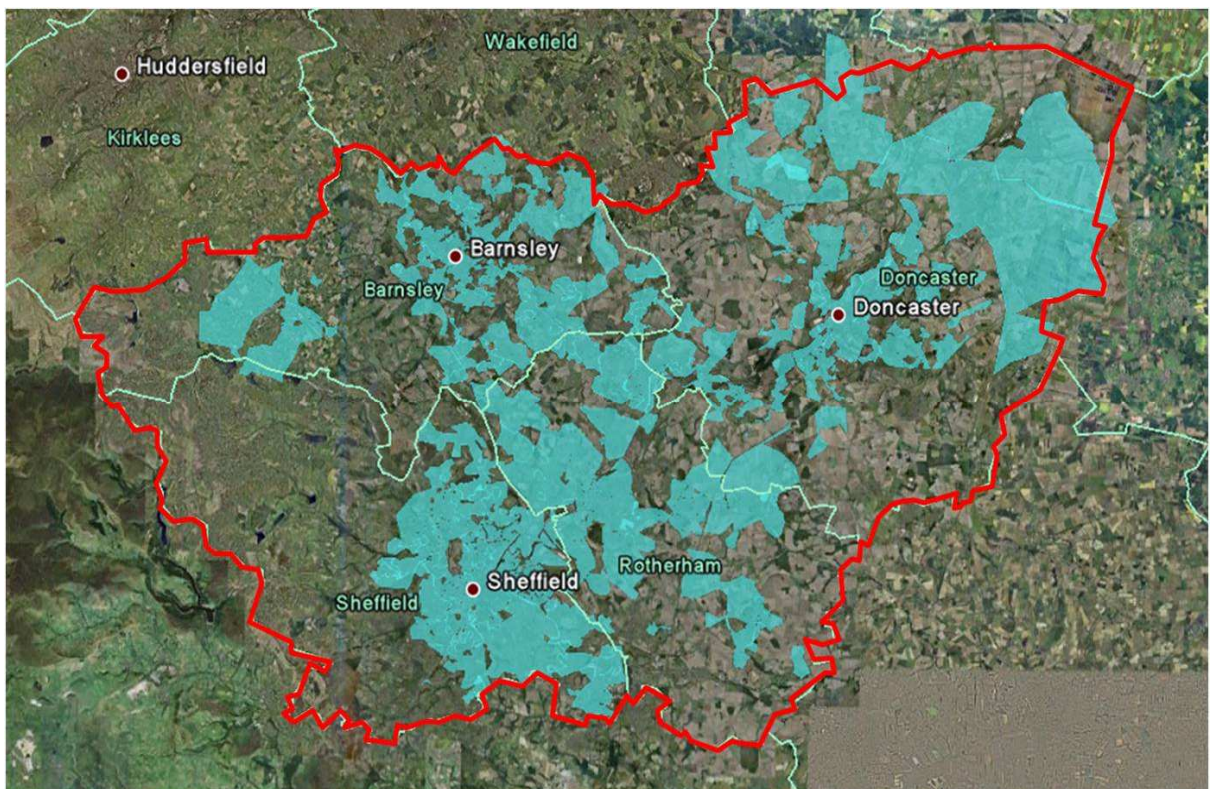 Wakefield
Huddersfield
Kirklees
Barnsley
Barnsley
Doncaster
Doncaster
Rotherham
Sheffield
Sheffield